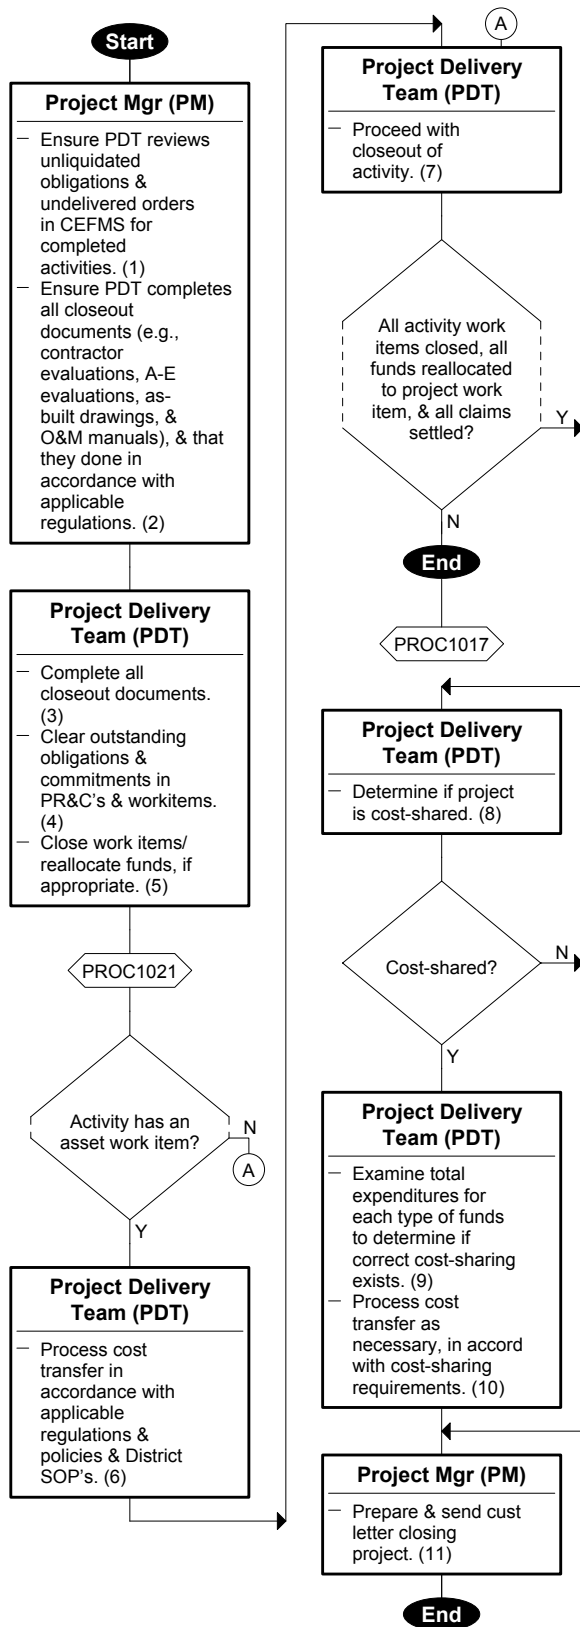 Start
Project Mgr (PM)
— Ensure PDT reviews
unliquidated
obligations &
undelivered orders
in CEFMS for
completed
activities. (1)
— Ensure PDT completes
all closeout
documents (e.g.,
contractor
evaluations, A-E
evaluations, as-
built drawings, &
O&M manuals), & that
they done in
accordance with
applicable
regulations. (2)
Project Delivery
Team (PDT)
— Complete all
closeout documents.
(3)
— Clear outstanding
obligations &
commitments in
PR&C's & workitems.
(4)
— Close work items/
reallocate funds, if
appropriate. (5)
PROC1021
Activity has an
asset work item?
N
A
Y
Project Delivery
Team (PDT)
— Process cost
transfer in
accordance with
applicable
regulations &
policies & District
SOP's. (6)
A
Project Delivery
Team (PDT)
— Proceed with
closeout of
activity. (7)
All activity work
items closed, all
funds reallocated
to project work
item, & all claims
settled?
Y
N
End
PROC1017
Project Delivery
Team (PDT)
— Determine if project
is cost-shared. (8)
Cost-shared?
N
Y
Project Delivery
Team (PDT)
— Examine total
expenditures for
each type of funds
to determine if
correct cost-sharing
exists. (9)
— Process cost
transfer as
necessary, in accord
with cost-sharing
requirements. (10)
Project Mgr (PM)
— Prepare & send cust
letter closing
project. (11)
End